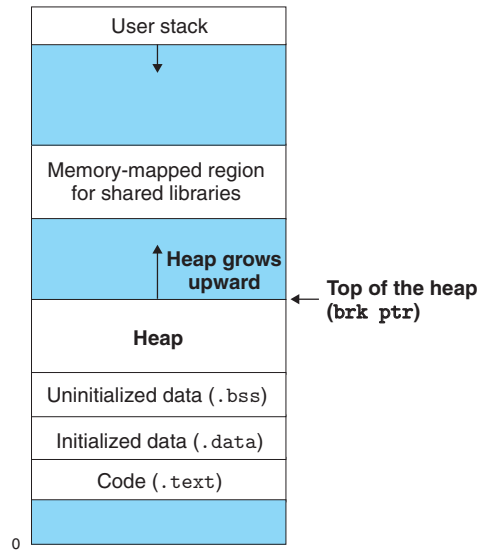 User stack
Memory-mapped region
for shared libraries
Heap grows
upward
Top of the heap
(brk ptr)
Heap
Uninitialized data (.bss)
Initialized data (.data)
Code (.text)
0